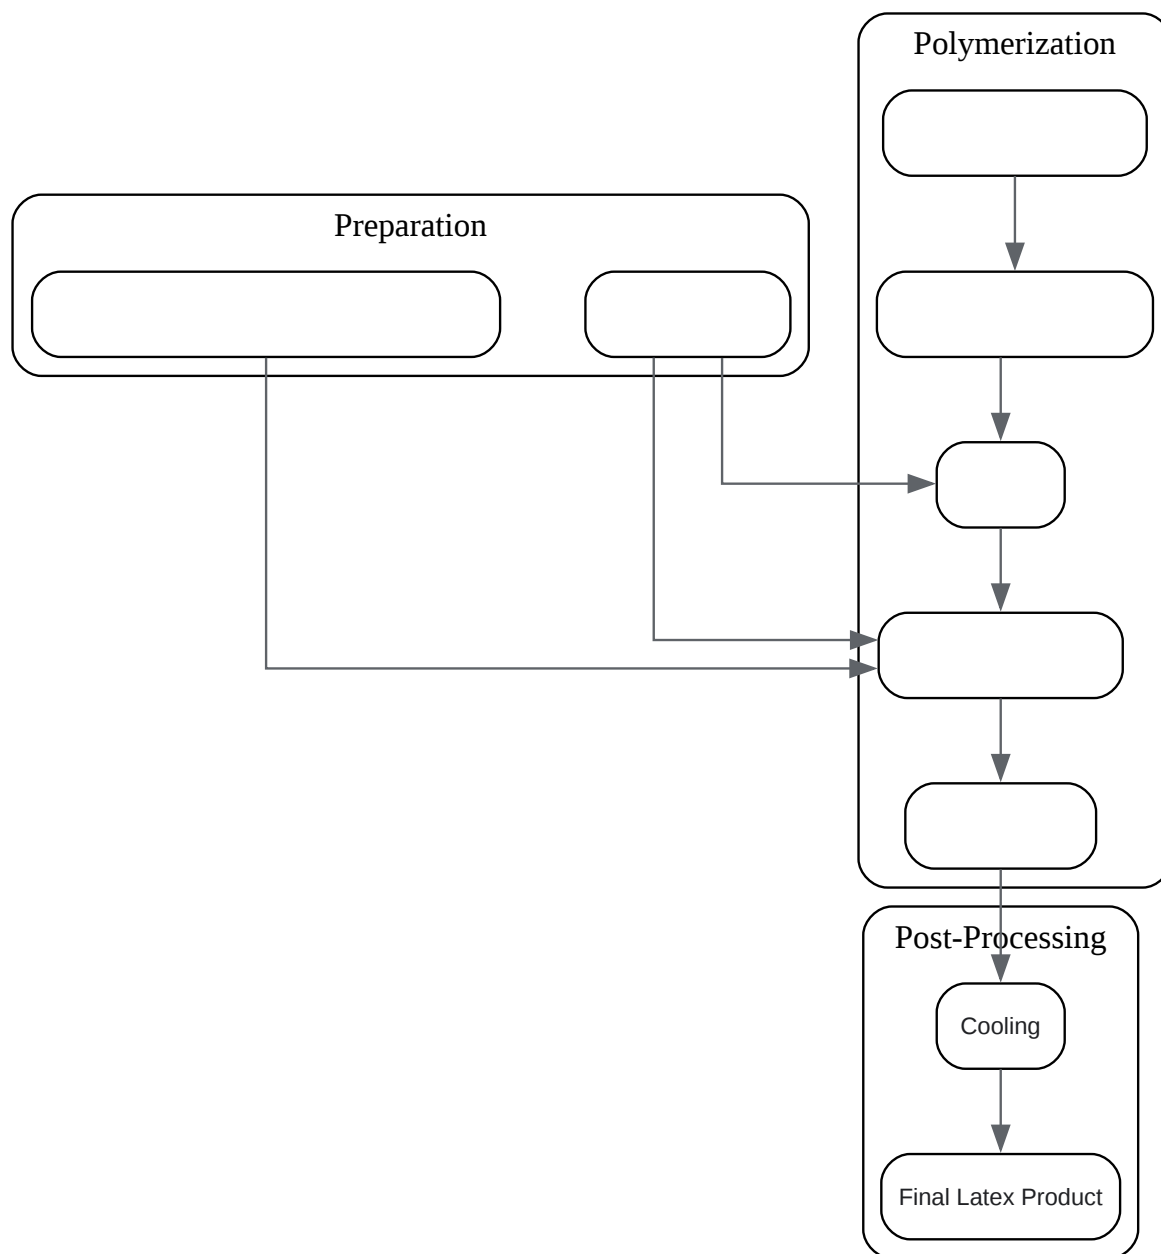 Polymerization
Preparation
Post-Processing
Cooling
Final Latex Product